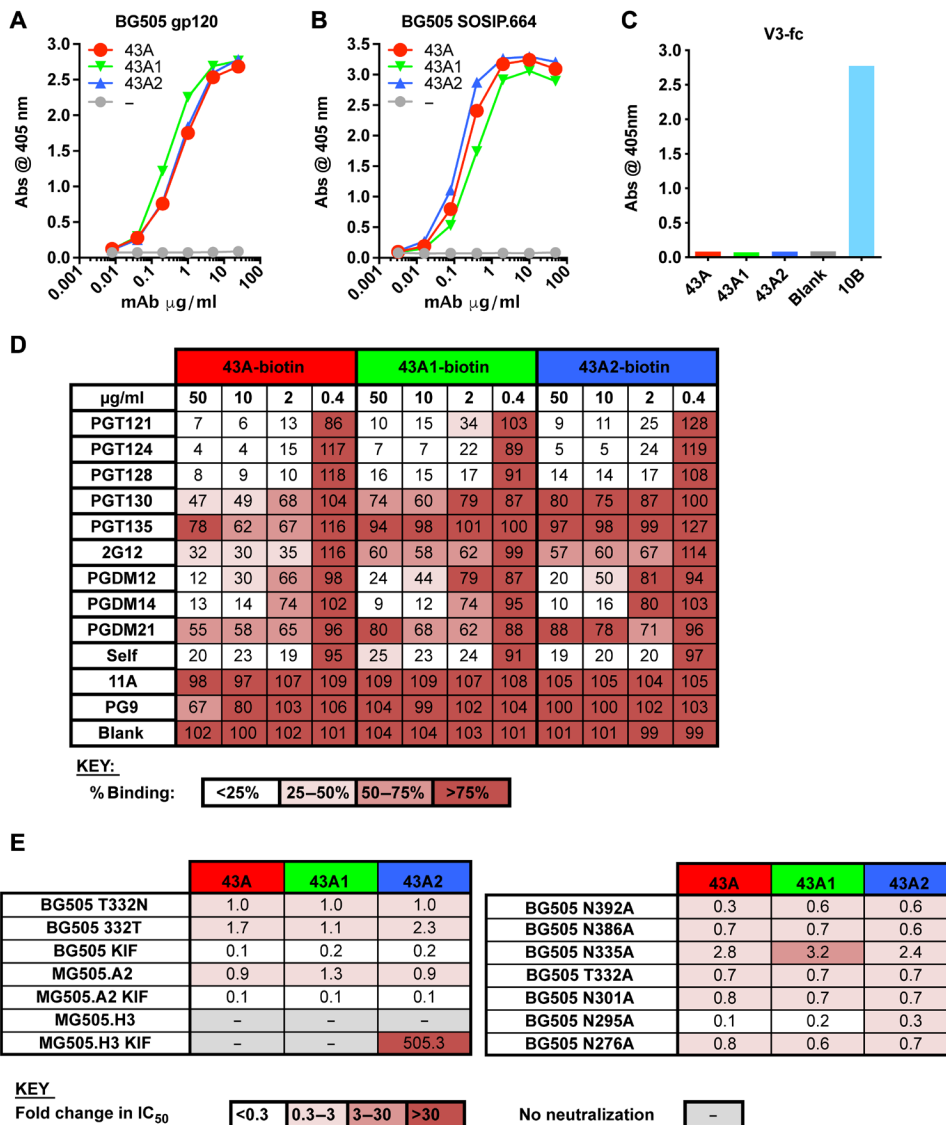 A
BG505 gp120
43A
43A1
43A2
–
Abs @ 405 nm
3.0
2.5
2.0
1.5
1.0
0.5
0.0
0.001
0.01
0.1
1
10
100
mAb μg/ml
B
BG505 SOSIP.664
43A
43A1
43A2
–
Abs @ 405 nm
3.5
3.0
2.5
2.0
1.5
1.0
0.5
0.0
0.001
0.01
0.1
1
10
100
mAb μg/ml
C
V3-fc
Abs @ 405nm
3.0
2.5
2.0
1.5
1.0
0.5
0.0
43A
43A1
43A2
Blank
10B
D
43A-biotin 43A1-biotin 43A2-biotin
µg/ml 50 10 2 0.4 50 10 2 0.4 50 10 2 0.4
PGT121 7 6 13 86 10 15 34 103 9 11 25 128
PGT124 4 4 15 117 7 7 22 89 5 5 24 119
PGT128 8 9 10 118 16 15 17 91 14 14 17 108
PGT130 47 49 68 104 74 60 79 87 80 75 87 100
PGT135 78 62 67 116 94 98 101 100 97 98 99 127
2G12 32 30 35 116 60 58 62 99 57 60 67 114
PGDM12 12 30 66 98 24 44 79 87 20 50 81 94
PGDM14 13 14 74 102 9 12 74 95 10 16 80 103
PGDM21 55 58 65 96 80 68 62 88 88 78 71 96
Self 20 23 19 95 25 23 24 91 19 20 20 97
11A 98 97 107 109 109 109 107 108 105 105 104 105
PG9 67 80 103 106 104 99 102 104 100 100 102 103
Blank 102 100 102 101 104 104 103 101 101 101 99 99
KEY:
% Binding: <25% 25–50% 50–75% >75%
E
43A 43A1 43A2
BG505 T332N 1.0 1.0 1.0
BG505 332T 1.7 1.1 2.3
BG505 KIF 0.1 0.2 0.2
MG505.A2 0.9 1.3 0.9
MG505.A2 KIF 0.1 0.1 0.1
MG505.H3 – – –
MG505.H3 KIF – – 505.3
43A 43A1 43A2
BG505 N392A 0.3 0.6 0.6
BG505 N386A 0.7 0.7 0.6
BG505 N335A 2.8 3.2 2.4
BG505 T332A 0.7 0.7 0.7
BG505 N301A 0.8 0.7 0.7
BG505 N295A 0.1 0.2 0.3
BG505 N276A 0.8 0.6 0.7
KEY
Fold change in IC50 <0.3 0.3–3 3–30 >30 No neutralization –